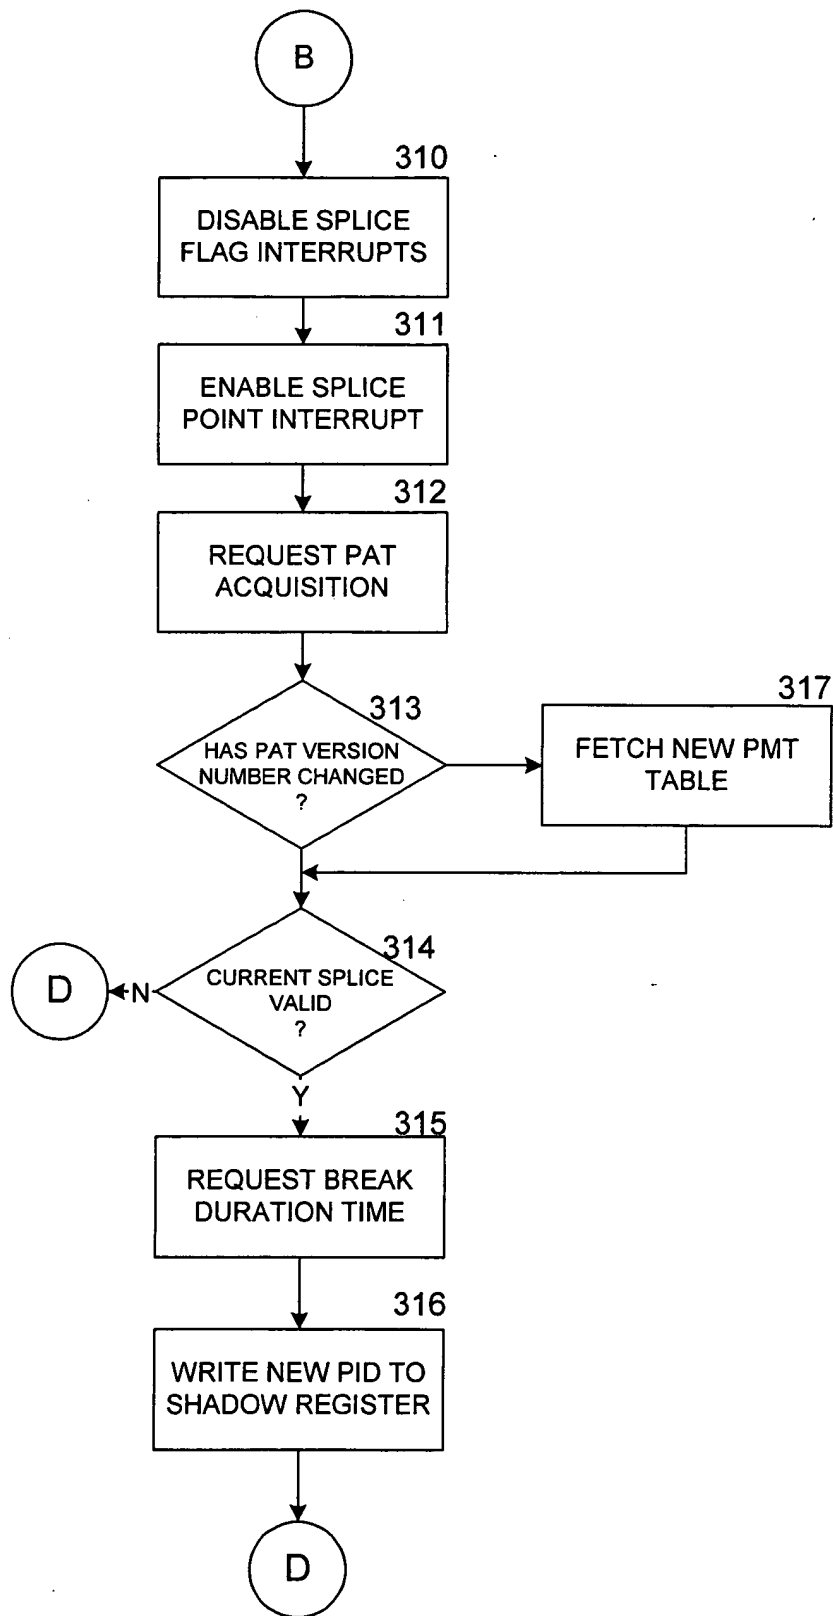 B
310
DISABLE SPLICE
FLAG INTERRUPTS
311
ENABLE SPLICE
POINT INTERRUPT
312
REQUEST PAT
ACQUISITION
313
HAS PAT VERSION
NUMBER CHANGED
?
317
FETCH NEW PMT
TABLE
314
CURRENT SPLICE
VALID
?
N
D
Y
315
REQUEST BREAK
DURATION TIME
316
WRITE NEW PID TO
SHADOW REGISTER
D